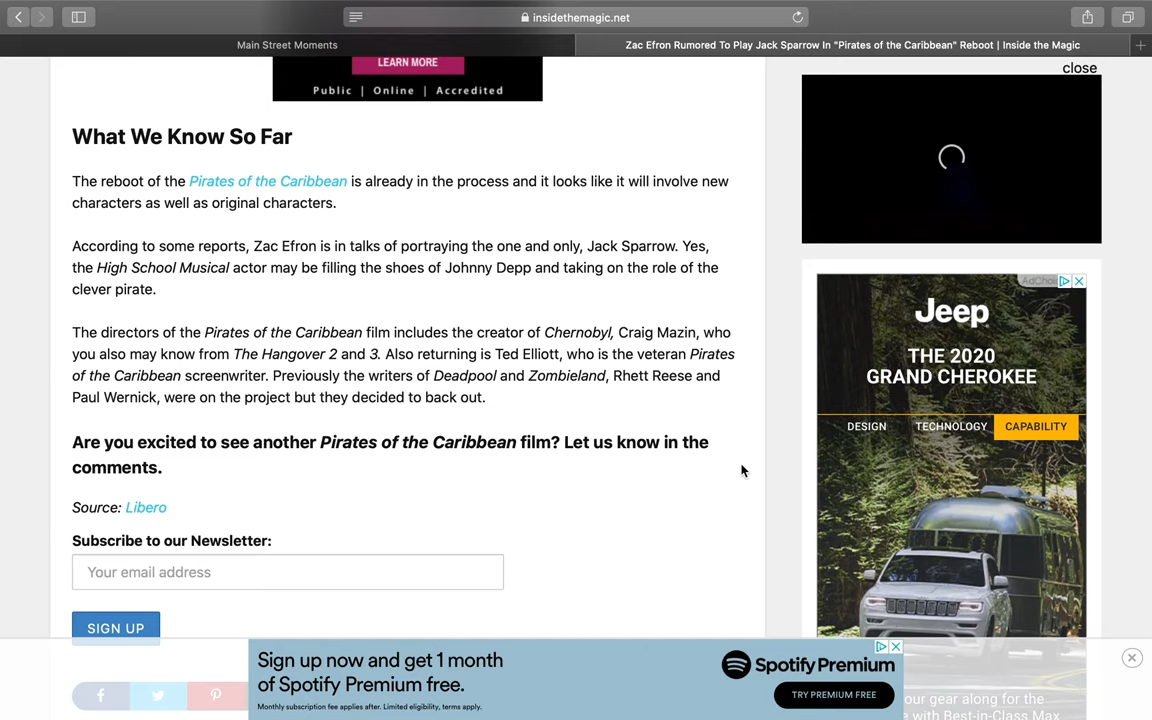 insidethemagic.net
Main Street Moments
Zac Efron Rumored To Play Jack Sparrow In "Pirates of the Caribbean" Reboot | Inside the Magic
LEARN MORE
Public | Online | Accredited
close
What We Know So Far
The reboot of the Pirates of the Caribbean is already in the process and it looks like it will involve new
characters as well as original characters.
According to some reports, Zac Efron is in talks of portraying the one and only, Jack Sparrow. Yes,
the High School Musical actor may be filling the shoes of Johnny Depp and taking on the role of the
clever pirate.
The directors of the Pirates of the Caribbean film includes the creator of Chernobyl, Craig Mazin, who
you also may know from The Hangover 2 and 3. Also returning is Ted Elliott, who is the veteran Pirates
of the Caribbean screenwriter. Previously the writers of Deadpool and Zombieland, Rhett Reese and
Paul Wernick, were on the project but they decided to back out.
Are you excited to see another Pirates of the Caribbean film? Let us know in the
comments.
Source: Libero
Subscribe to our Newsletter:
Your email address
SIGN UP
Jeep
THE 2020
GRAND CHEROKEE
DESIGN TECHNOLOGY CAPABILITY
our gear along for the
with Best-in-Class Max
Sign up now and get 1 month
of Spotify Premium free.
Monthly subscription fee applies after. Limited eligibility, terms apply.
Spotify Premium
TRY PREMIUM FREE